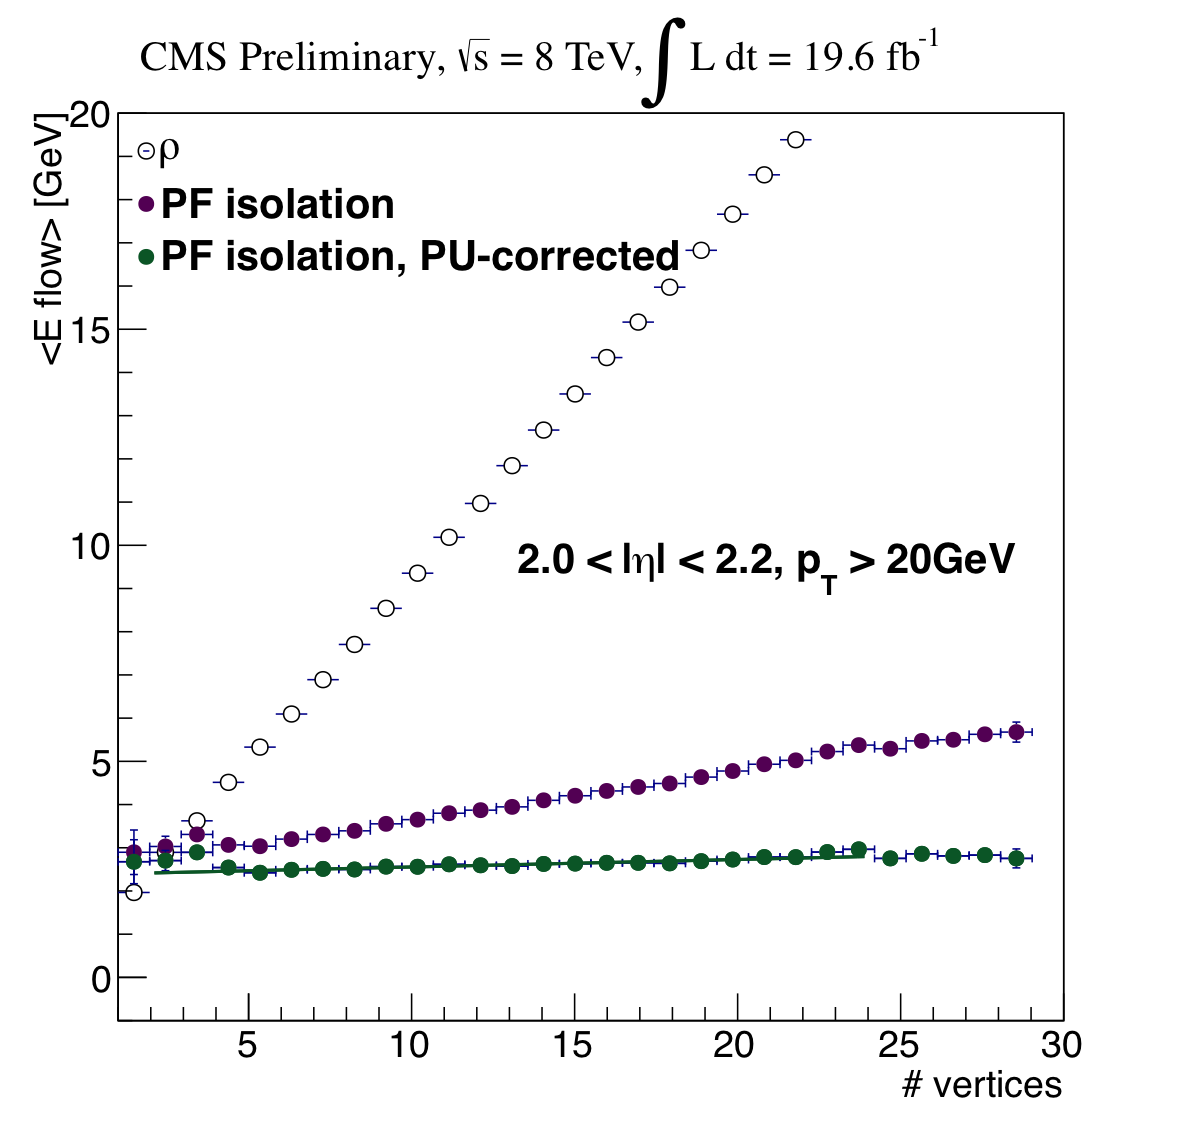 CMS Preliminary, √s = 8 TeV, ∫ L dt = 19.6 fb⁻¹
<E flow> [GeV]
20
15
10
5
0
ρ
PF isolation
PF isolation, PU-corrected
2.0 < |η| < 2.2, p_T > 20GeV
5 10 15 20 25 30
# vertices